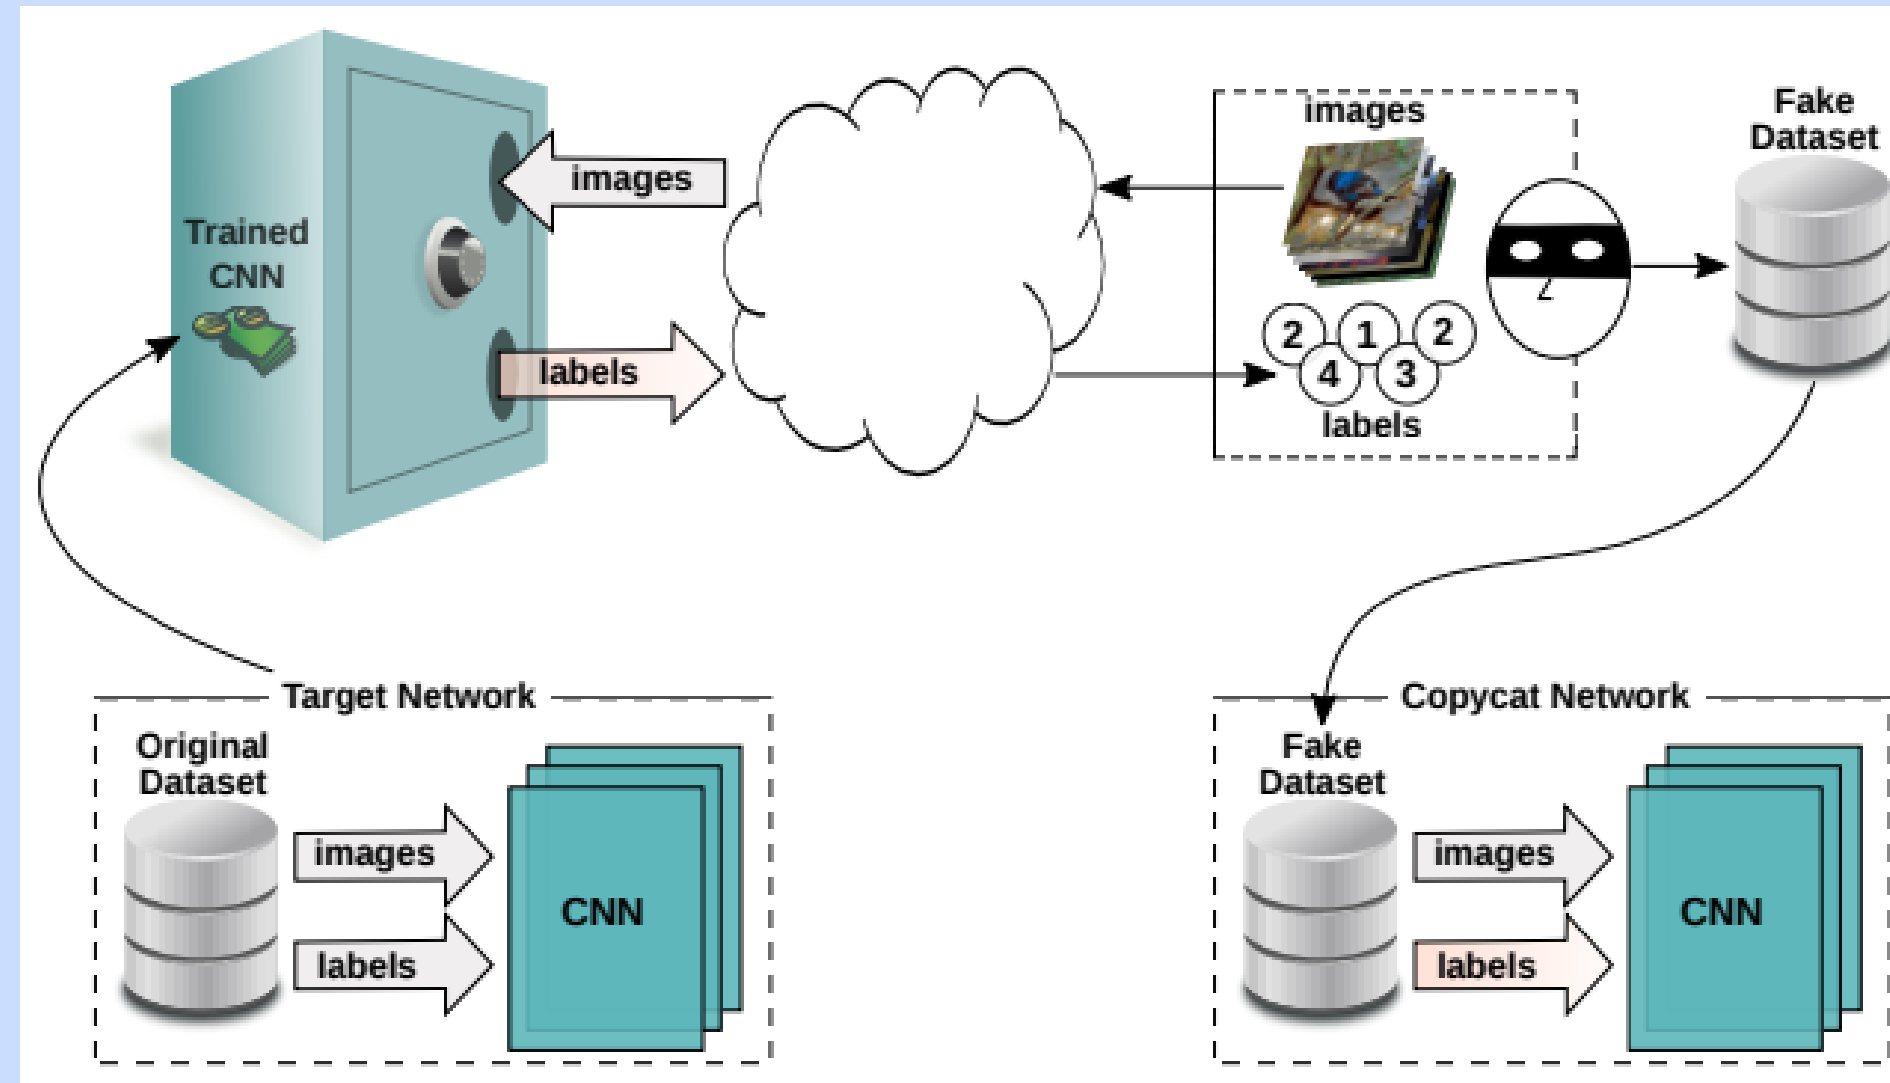 images
Fake
Dataset
images
Trained
CNN
2 1 2
4 3
labels
labels
Target Network
Original
Dataset
images
labels
CNN
Copycat Network
Fake
Dataset
images
labels
CNN